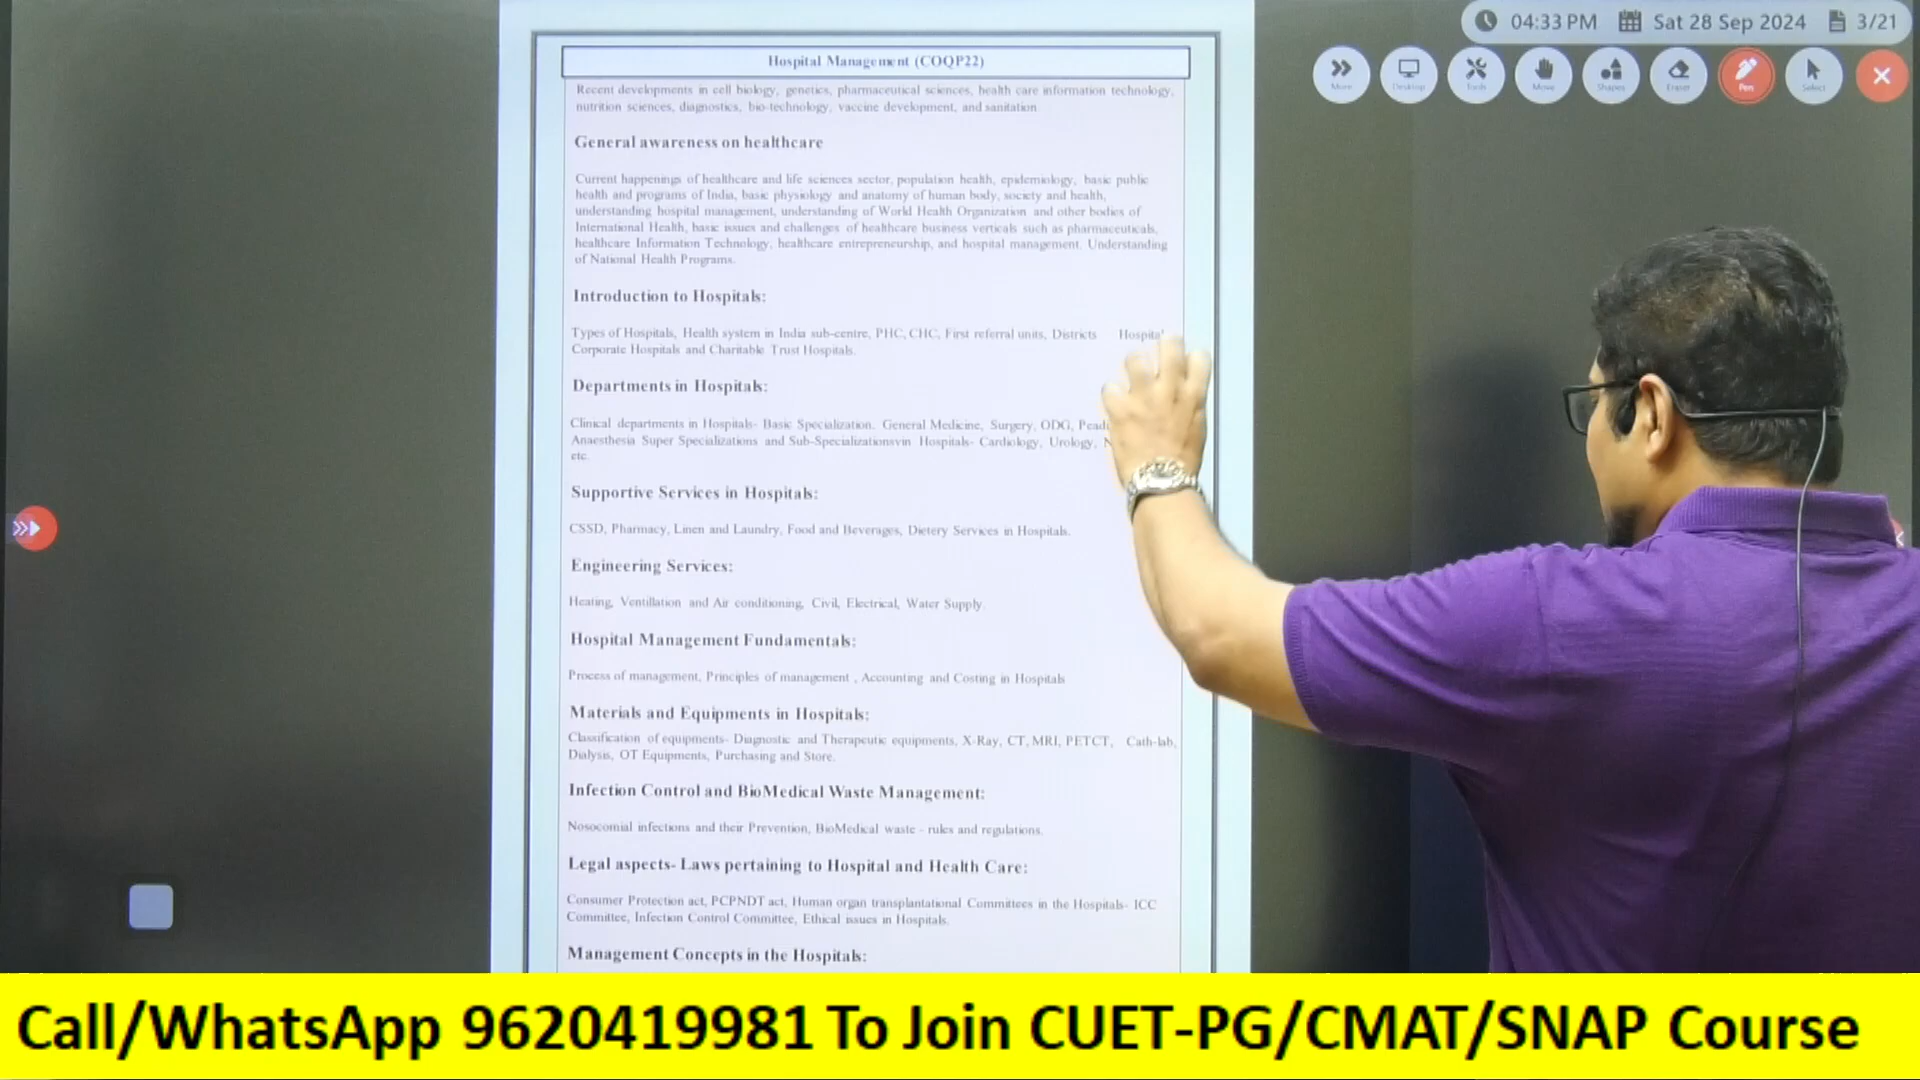 04:33 PM Sat 28 Sep 2024 3/21
More Desktop Tools Move Shapes Eraser Pen Select
Hospital Management (COQP22)
Recent developments in cell biology, genetics, pharmaceutical sciences, health care information technology,
nutrition sciences, diagnostics, bio-technology, vaccine development, and sanitation
General awareness on healthcare
Current happenings of healthcare and life sciences sector, population health, epidemiology, basic public
health and programs of India, basic physiology and anatomy of human body, society and health,
understanding hospital management, understanding of World Health Organization and other bodies of
International Health, basic issues and challenges of healthcare business verticals such as pharmaceuticals,
healthcare Information Technology, healthcare entrepreneurship, and hospital management. Understanding
of National Health Programs.
Introduction to Hospitals:
Types of Hospitals, Health system in India sub-centre, PHC, CHC, First referral units, Districts Hospital
Corporate Hospitals and Charitable Trust Hospitals.
Departments in Hospitals:
Clinical departments in Hospitals- Basic Specialization. General Medicine, Surgery, ODG,
Anaesthesia Super Specializations and Sub-Specializationsvin Hospitals- Cardiology, Urology,
etc.
Supportive Services in Hospitals:
CSSD, Pharmacy, Linen and Laundry, Food and Beverages, Dietery Services in Hospitals.
Engineering Services:
Heating, Ventillation and Air conditioning, Civil, Electrical, Water Supply
Hospital Management Fundamentals:
Process of management, Principles of management , Accounting and Costing in Hospitals
Materials and Equipments in Hospitals:
Classification of equipments- Diagnostic and Therapeutic equipments, X-Ray, CT, MRI, PETCT, Cath-lab,
Dialysis, OT Equipments, Purchasing and Store.
Infection Control and BioMedical Waste Management:
Nosocomial infections and their Prevention, BioMedical waste - rules and regulations.
Legal aspects- Laws pertaining to Hospital and Health Care:
Consumer Protection act, PCPNDT act, Human organ transplantational Committees in the Hospitals- ICC
Committee, Infection Control Committee, Ethical issues in Hospitals.
Management Concepts in the Hospitals:
Call/WhatsApp 9620419981 To Join CUET-PG/CMAT/SNAP Course